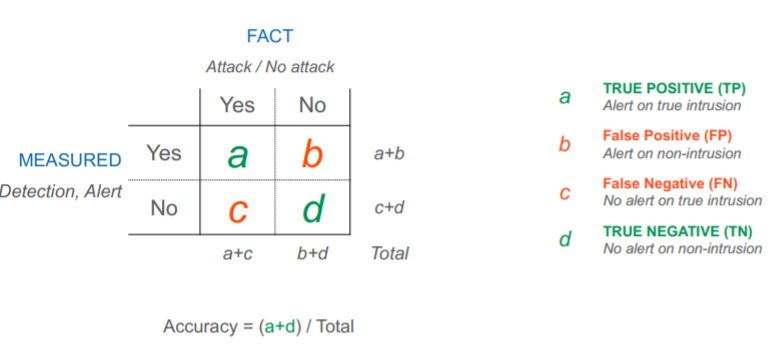 FACT
Attack / No attack
Yes No
MEASURED Yes a b a+b
Detection, Alert
No c d c+d
a+c b+d Total
Accuracy = (a+d) / Total
a TRUE POSITIVE (TP)
Alert on true intrusion
b False Positive (FP)
Alert on non-intrusion
c False Negative (FN)
No alert on true intrusion
d TRUE NEGATIVE (TN)
No alert on non-intrusion